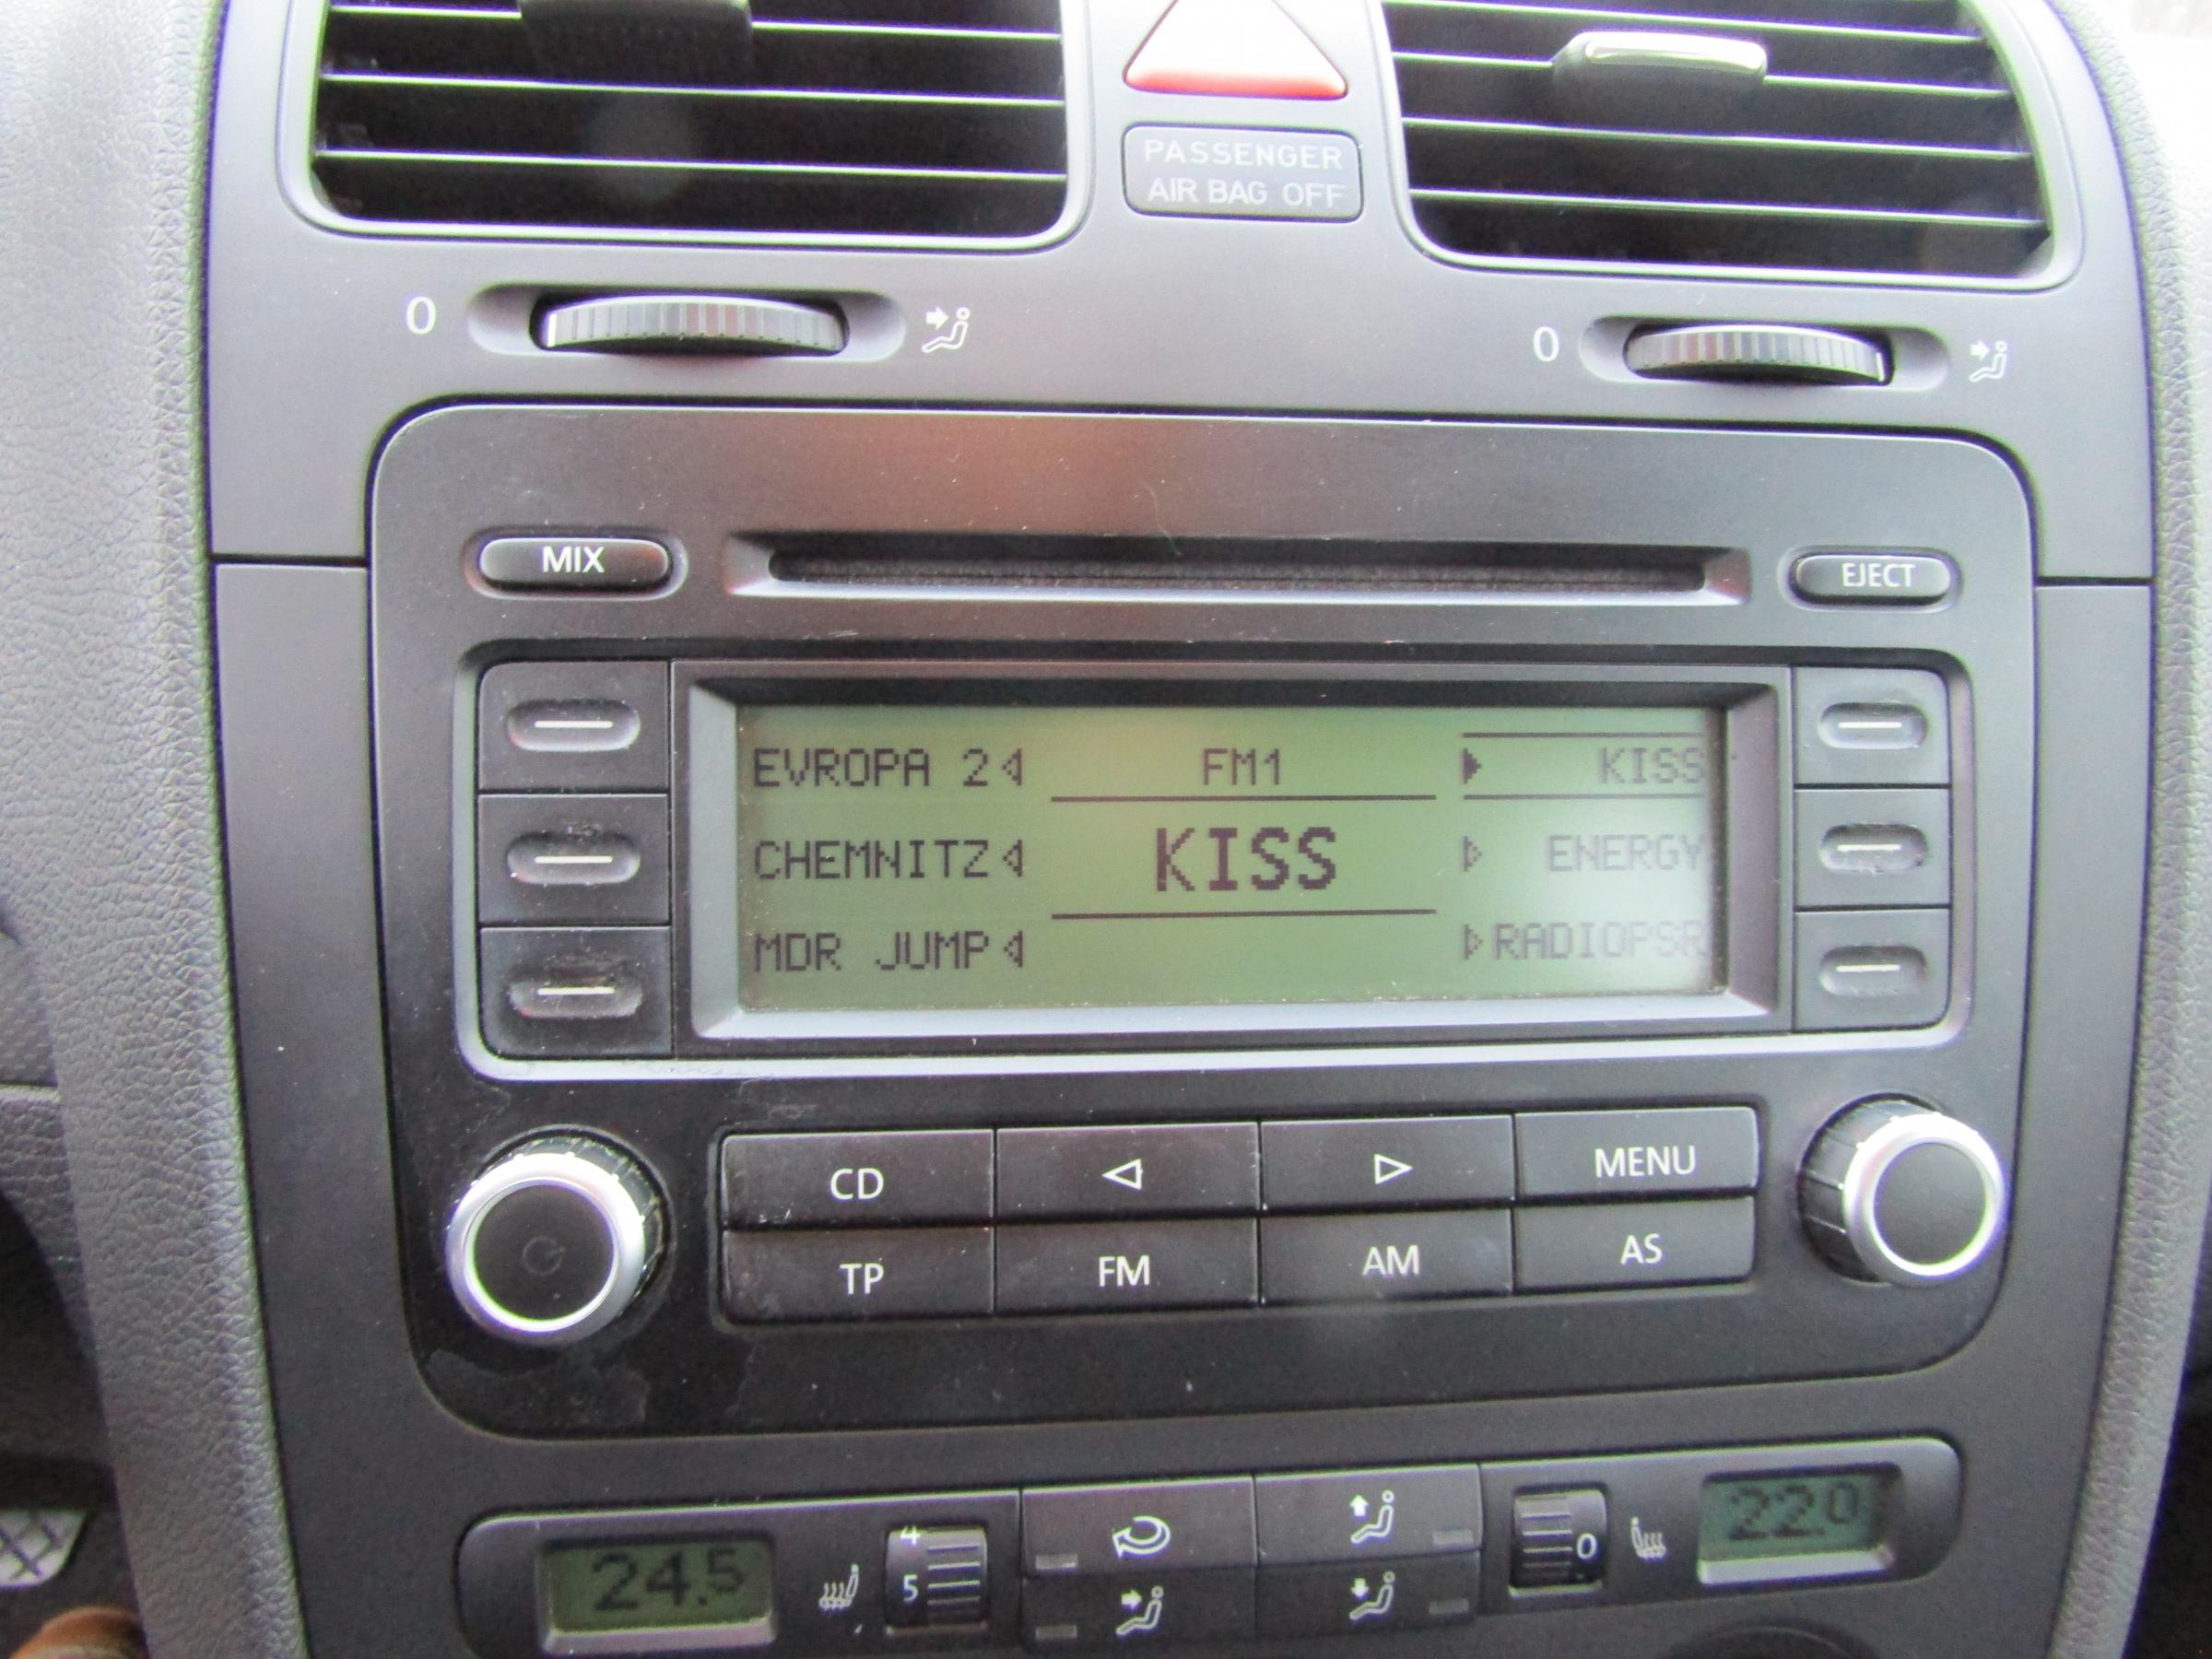 PASSENGER
AIR BAG OFF
0
0
MIX
EJECT
EVROPA 2
FM1
KISS
CHEMNITZ
KISS
ENERGY
MDR JUMP
RADIOPSR
CD
MENU
TP
FM
AM
AS
24.5
4
5
0
22.0